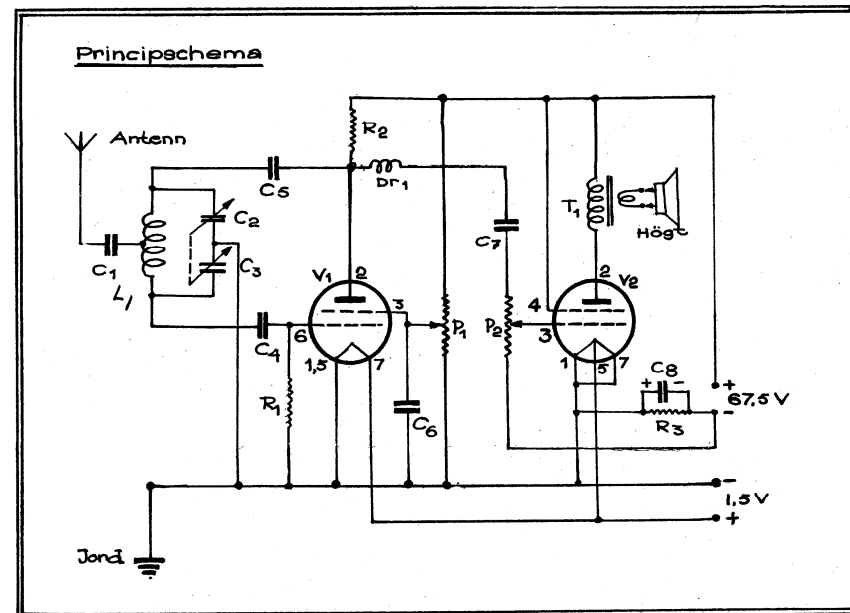 Principschema
Antenn
R2
C5
Dr1
C2
C1
C3
L1
C7
T1
Hög
V1
2
3
6
1,5
7
P1
P2
2
V2
4
3
1
5
7
C4
R1
C6
+ C8 -
R3
+
67,5 V
-
-
1,5 V
+
Jord